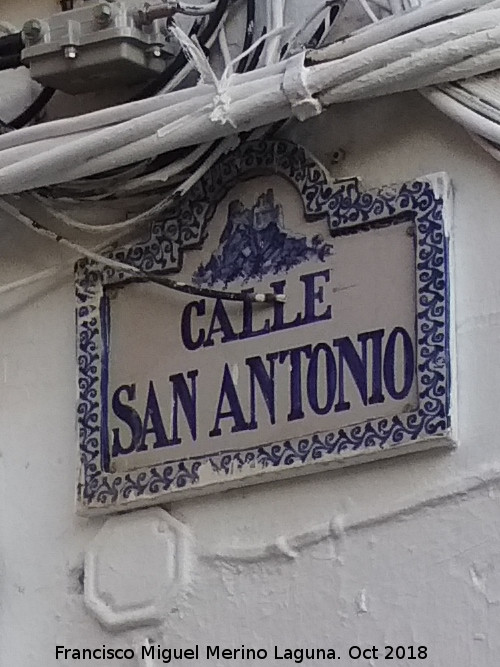 CALLE
SAN ANTONIO
Francisco Miguel Merino Laguna. Oct 2018